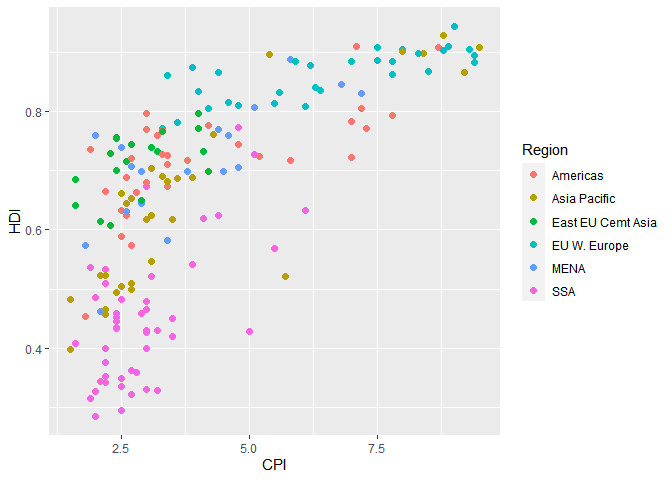 0.8
0.6
0.4
HDI
2.5 5.0 7.5
CPI
Region
Americas
Asia Pacific
East EU Cemt Asia
EU W. Europe
MENA
SSA